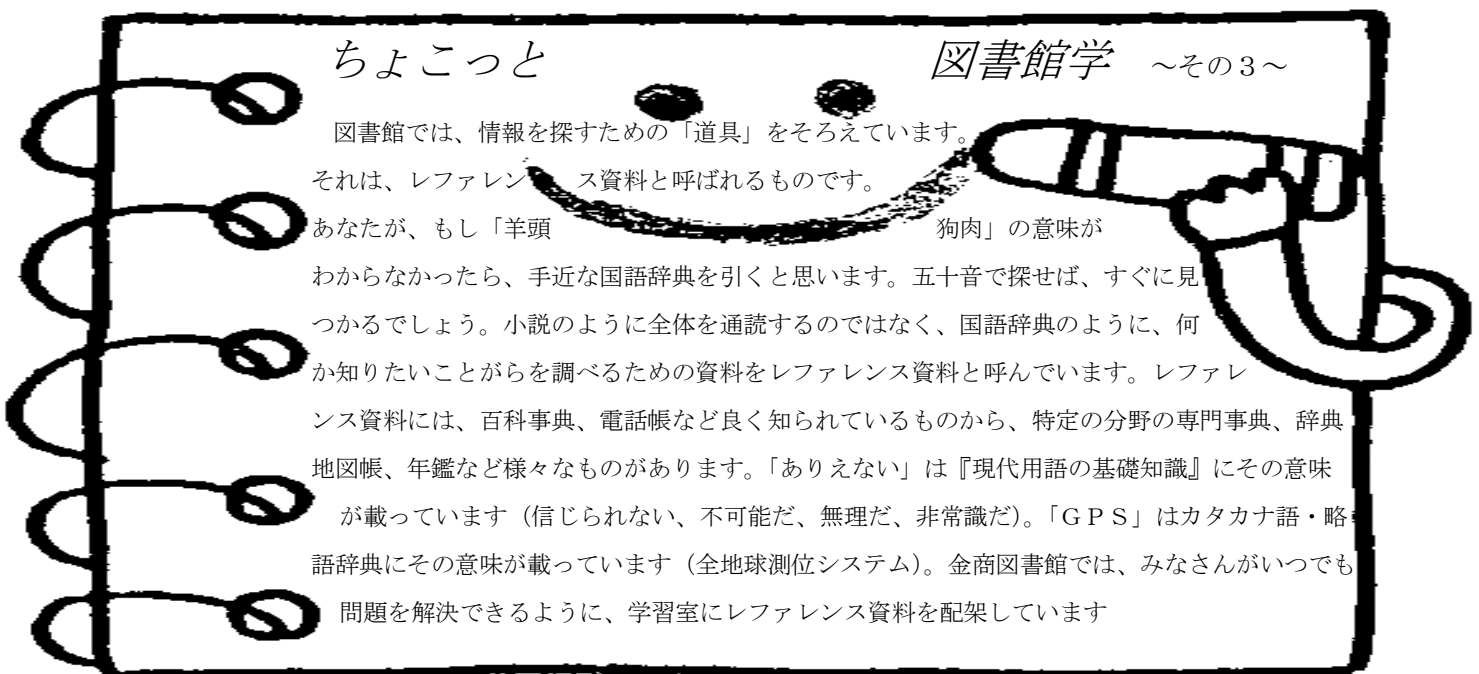 ちょこっと 図書館学 ~その3~
図書館では、情報を探すための「道具」をそろえています。
それは、レファレンス資料と呼ばれるものです。
あなたが、もし「羊頭狗肉」の意味が
わからなかったら、手近な国語辞典を引くと思います。五十音で探せば、すぐに見
つかるでしょう。小説のように全体を通読するのではなく、国語辞典のように、何
か知りたいことがらを調べるための資料をレファレンス資料と呼んでいます。レファレ
ンス資料には、百科事典、電話帳など良く知られているものから、特定の分野の専門事典、辞典
地図帳、年鑑など様々なものがあります。「ありえない」は『現代用語の基礎知識』にその意味
が載っています(信じられない、不可能だ、無理だ、非常識だ)。「GPS」はカタカナ語・略
語辞典にその意味が載っています(全地球測位システム)。金商図書館では、みなさんがいつでも
問題を解決できるように、学習室にレファレンス資料を配架しています